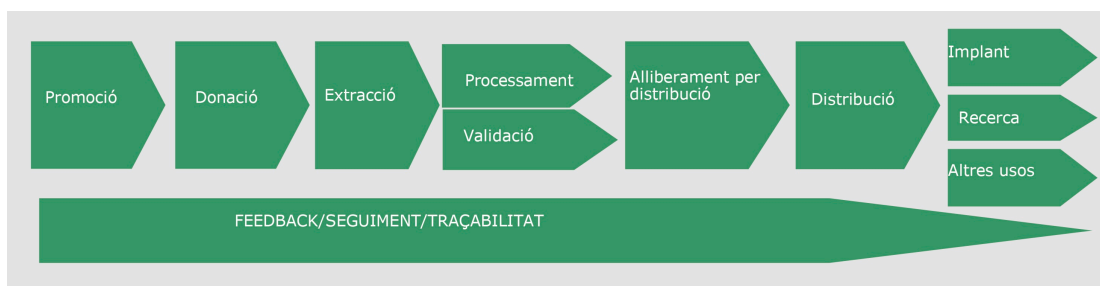 Promoció
Donació
Extracció
Processament
Validació
Alliberament per
distribució
Distribució
Implant
Recerca
Altres usos
FEEDBACK/SEGUIMENT/TRAÇABILITAT